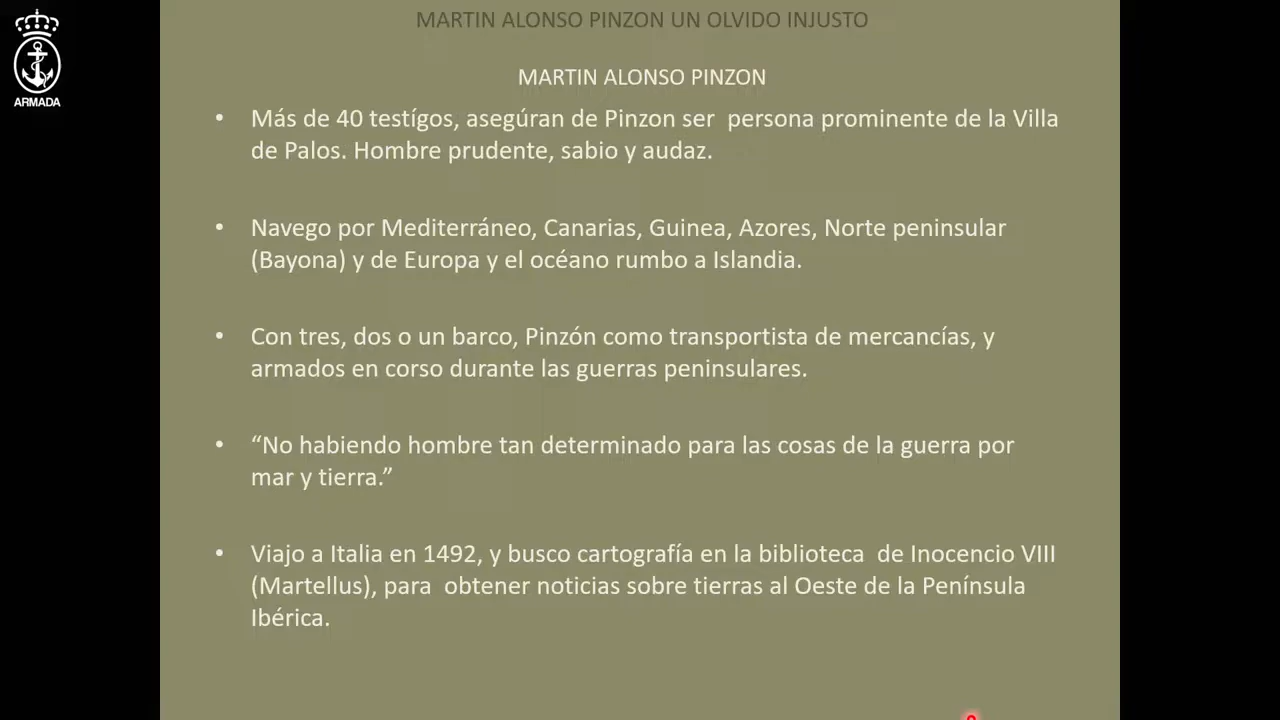 MARTIN ALONSO PINZON UN OLVIDO INJUSTO
ARMADA
MARTIN ALONSO PINZON
• Más de 40 testígos, asegúran de Pinzon ser  persona prominente de la Villa
de Palos. Hombre prudente, sabio y audaz.
• Navego por Mediterráneo, Canarias, Guinea, Azores, Norte peninsular
(Bayona) y de Europa y el océano rumbo a Islandia.
• Con tres, dos o un barco, Pinzón como transportista de mercancías, y
armados en corso durante las guerras peninsulares.
• “No habiendo hombre tan determinado para las cosas de la guerra por
mar y tierra.”
• Viajo a Italia en 1492, y busco cartografía en la biblioteca  de Inocencio VIII
(Martellus), para  obtener noticias sobre tierras al Oeste de la Península
Ibérica.